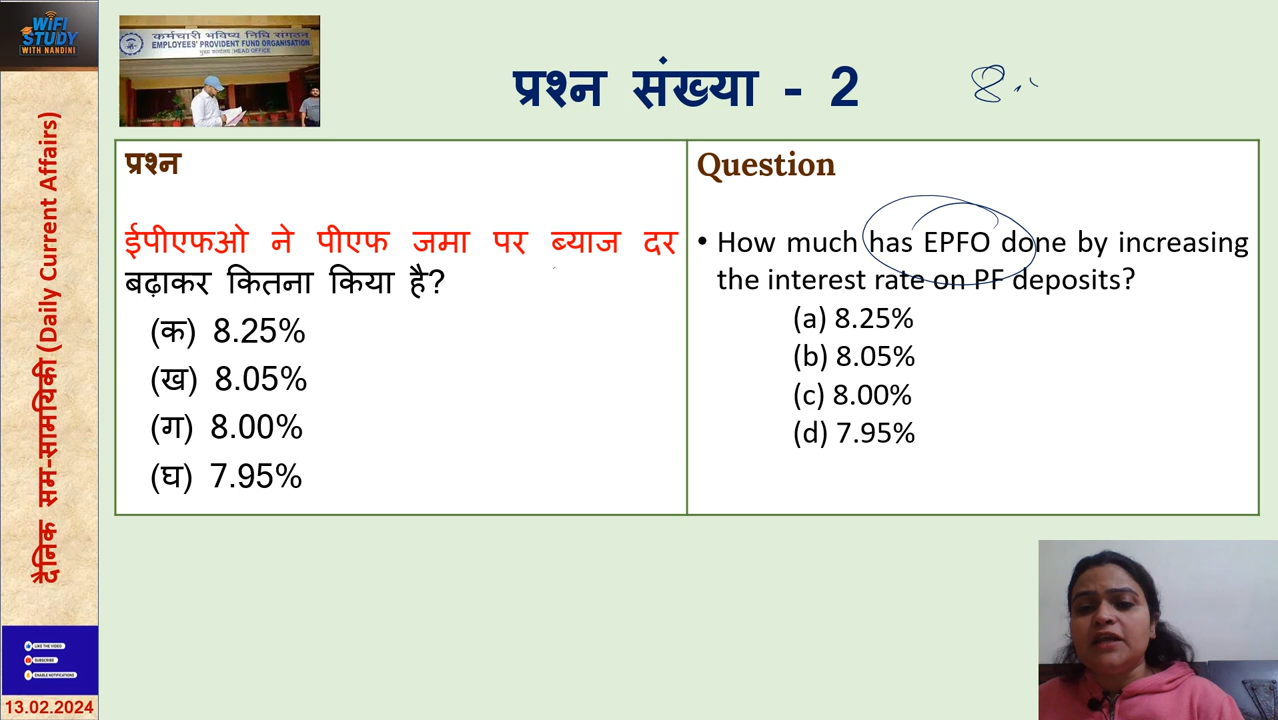 WiFi
STUDY
WITH NANDINI
कर्मचारी भविष्य निधि संगठन
EMPLOYEES' PROVIDENT FUND ORGANISATION
मुख्य कार्यालय / HEAD OFFICE
प्रश्न संख्या - 2
8.
प्रश्न
ईपीएफओ ने पीएफ जमा पर ब्याज दर
बढ़ाकर कितना किया है?
(क) 8.25%
(ख) 8.05%
(ग) 8.00%
(घ) 7.95%
Question
• How much has EPFO done by increasing
the interest rate on PF deposits?
(a) 8.25%
(b) 8.05%
(c) 8.00%
(d) 7.95%
दैनिक सम-सामयिकी (Daily Current Affairs)
LIKE THE VIDEO
SUBSCRIBE
ENABLE NOTIFICATIONS
13.02.2024